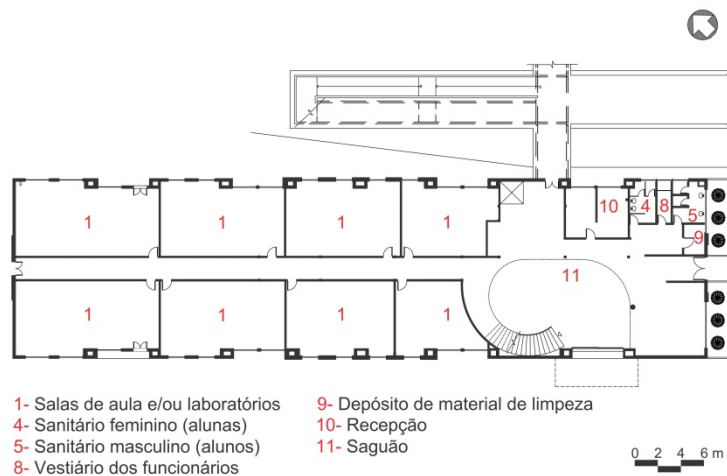 1 1 1 1 10 4 8 5
9
11
1 1 1 1
1- Salas de aula e/ou laboratórios
4- Sanitário feminino (alunas)
5- Sanitário masculino (alunos)
8- Vestiário dos funcionários
9- Depósito de material de limpeza
10- Recepção
11- Saguão
0 2 4 6 m